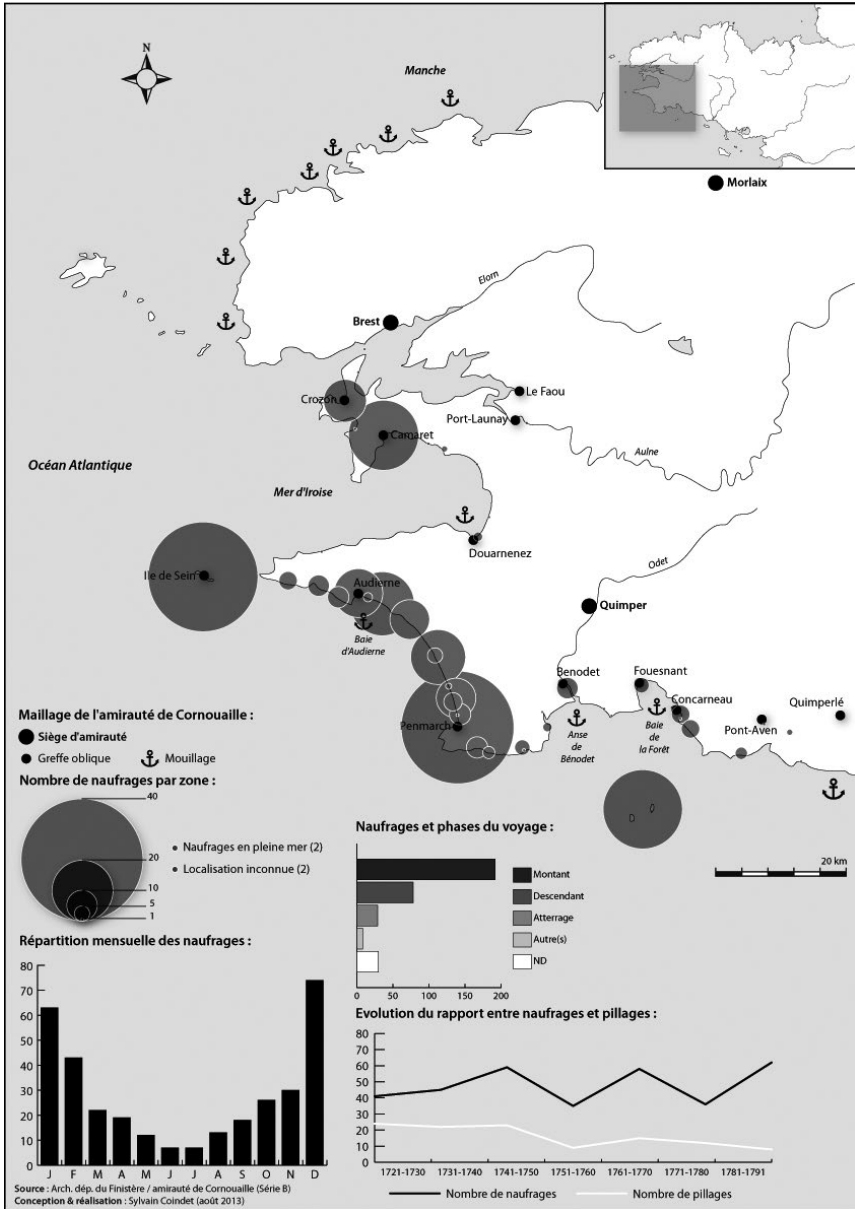 N
Manche
Morlaix
Elorn
Brest
Le Faou
Crozon
Port-Launay
Camaret
Aulne
Océan Atlantique
Mer d'Iroise
Douarnenez
Odet
Ile de Sein
Audierne
Quimper
Baie
d'Audierne
Benodet
Fouesnant
Concarneau
Quimperlé
Penmarch
Pont-Aven
Anse
de
Bénodet
Baie
de
la Forêt
Maillage de l'amirauté de Cornouaille :
Siège d'amirauté
Greffe oblique
Mouillage
Nombre de naufrages par zone :
40
20
10
5
1
Naufrages en pleine mer (2)
Localisation inconnue (2)
20 km
Naufrages et phases du voyage :
Montant
Descendant
Atterrage
Autre(s)
ND
0 50 100 150 200
Répartition mensuelle des naufrages :
80
70
60
50
40
30
20
10
0
J F M A M J J A S O N D
Evolution du rapport entre naufrages et pillages :
80
70
60
50
40
30
20
10
0
1721-1730 1731-1740 1741-1750 1751-1760 1761-1770 1771-1780 1781-1791
Nombre de naufrages Nombre de pillages
Source : Arch. dép. du Finistère / amirauté de Cornouaille (Série B)
Conception & réalisation : Sylvain Coindet (août 2013)